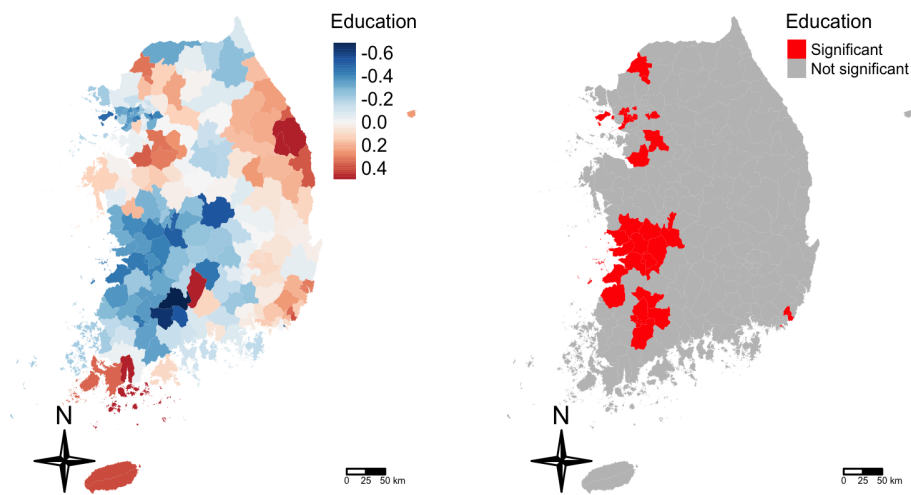 Education
-0.6
-0.4
-0.2
0.0
0.2
0.4
N
0 25 50 km
Education
Significant
Not significant
N
0 25 50 km